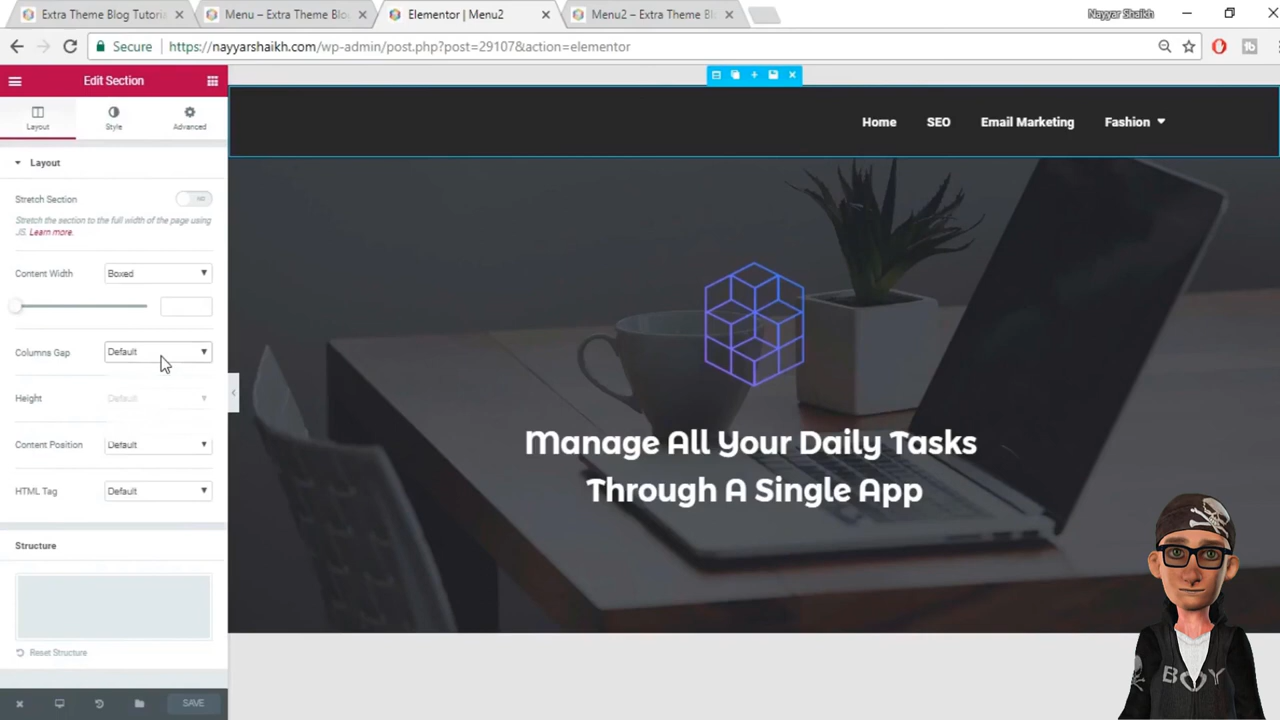 Extra Theme Blog Tutoria
Menu – Extra Theme Blo
Elementor | Menu2
Menu2 – Extra Theme Bl
Nayyar Shaikh
Secure
https://nayyarshaikh.com/wp-admin/post.php?post=29107&action=elementor
Edit Section
Layout
Style
Advanced
Home
SEO
Email Marketing
Fashion
Layout
Stretch Section
NO
Stretch the section to the full width of the page using
JS. Learn more.
Content Width
Boxed
Columns Gap
Default
Height
Default
Content Position
Default
HTML Tag
Default
Structure
Reset Structure
SAVE
Manage All Your Daily Tasks
Through A Single App
BOY